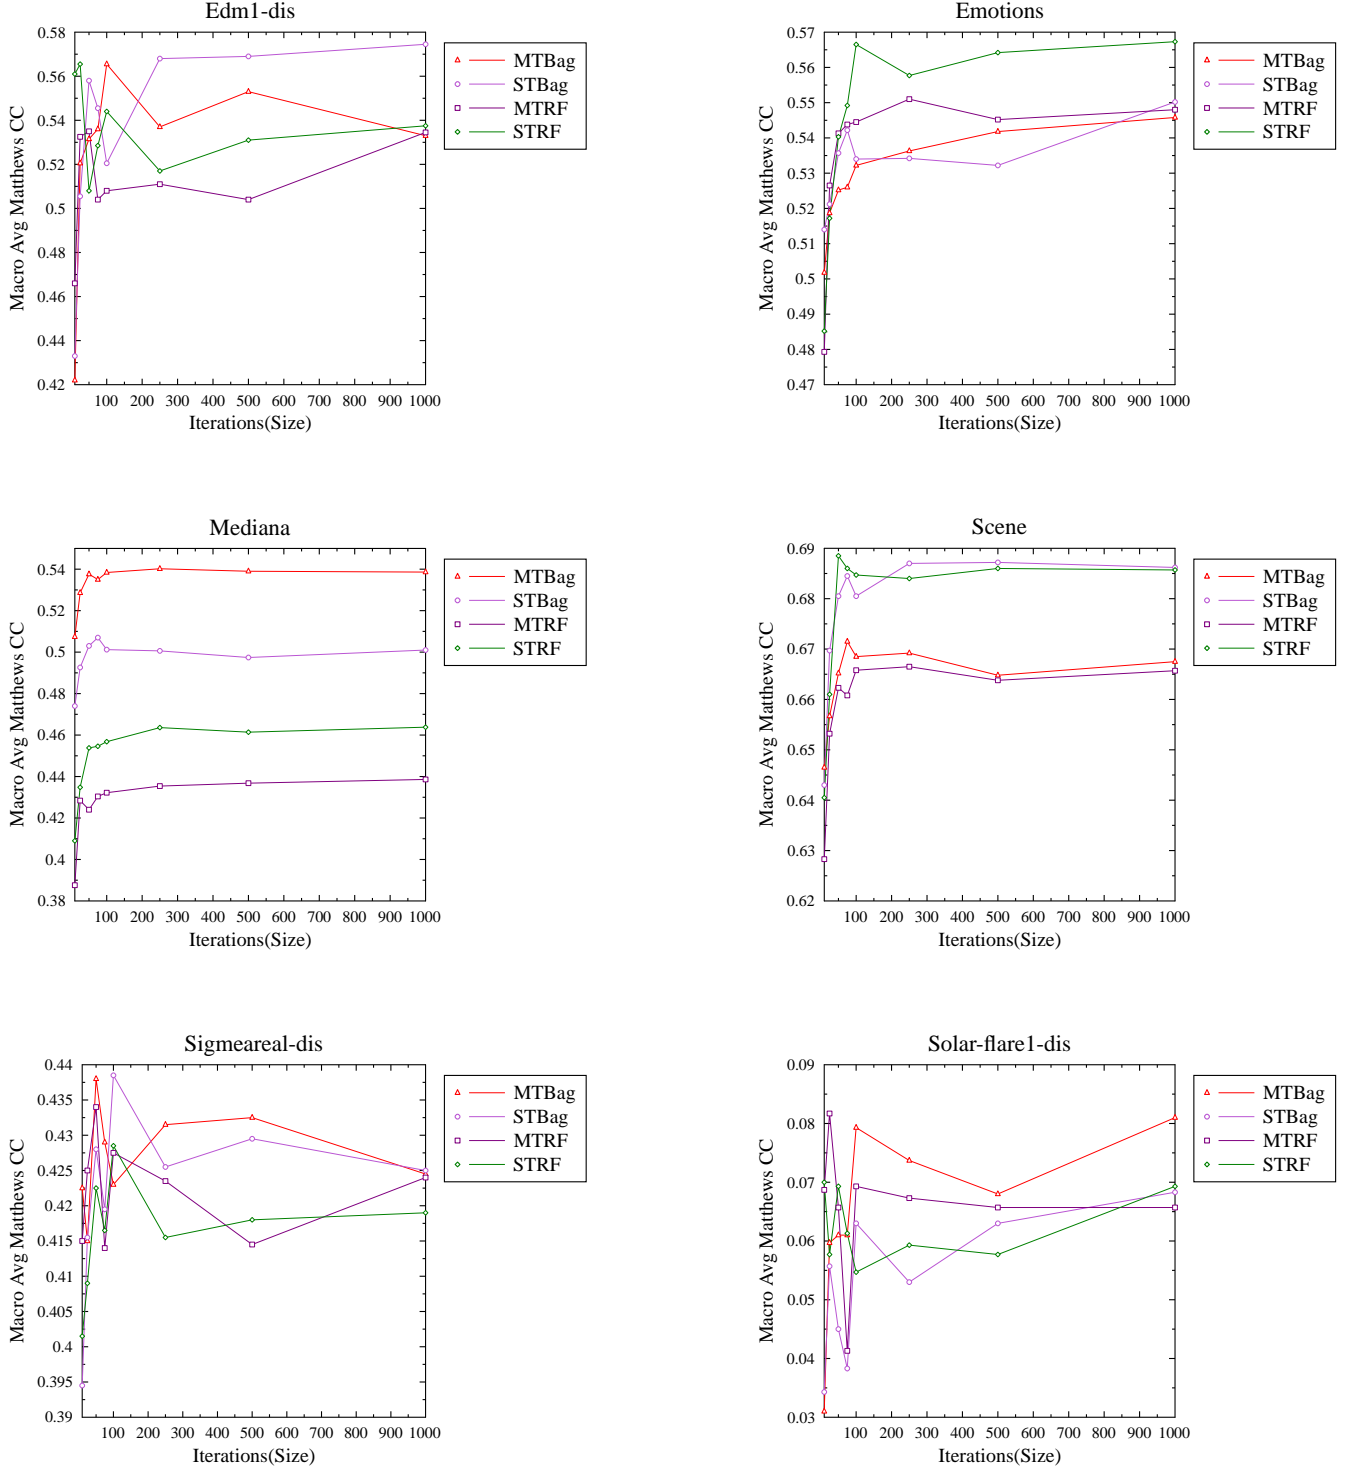 Edm1-dis
0.58
0.56
0.54
0.52
0.5
0.48
0.46
0.44
0.42
Macro Avg Matthews CC
100 200 300 400 500 600 700 800 900 1000
Iterations(Size)
MTBag
STBag
MTRF
STRF
Emotions
0.57
0.56
0.55
0.54
0.53
0.52
0.51
0.5
0.49
0.48
0.47
Macro Avg Matthews CC
100 200 300 400 500 600 700 800 900 1000
Iterations(Size)
MTBag
STBag
MTRF
STRF
Mediana
0.54
0.52
0.5
0.48
0.46
0.44
0.42
0.4
0.38
Macro Avg Matthews CC
100 200 300 400 500 600 700 800 900 1000
Iterations(Size)
MTBag
STBag
MTRF
STRF
Scene
0.69
0.68
0.67
0.66
0.65
0.64
0.63
0.62
Macro Avg Matthews CC
100 200 300 400 500 600 700 800 900 1000
Iterations(Size)
MTBag
STBag
MTRF
STRF
Sigmeareal-dis
0.44
0.435
0.43
0.425
0.42
0.415
0.41
0.405
0.4
0.395
0.39
Macro Avg Matthews CC
100 200 300 400 500 600 700 800 900 1000
Iterations(Size)
MTBag
STBag
MTRF
STRF
Solar-flare1-dis
0.09
0.08
0.07
0.06
0.05
0.04
0.03
Macro Avg Matthews CC
100 200 300 400 500 600 700 800 900 1000
Iterations(Size)
MTBag
STBag
MTRF
STRF